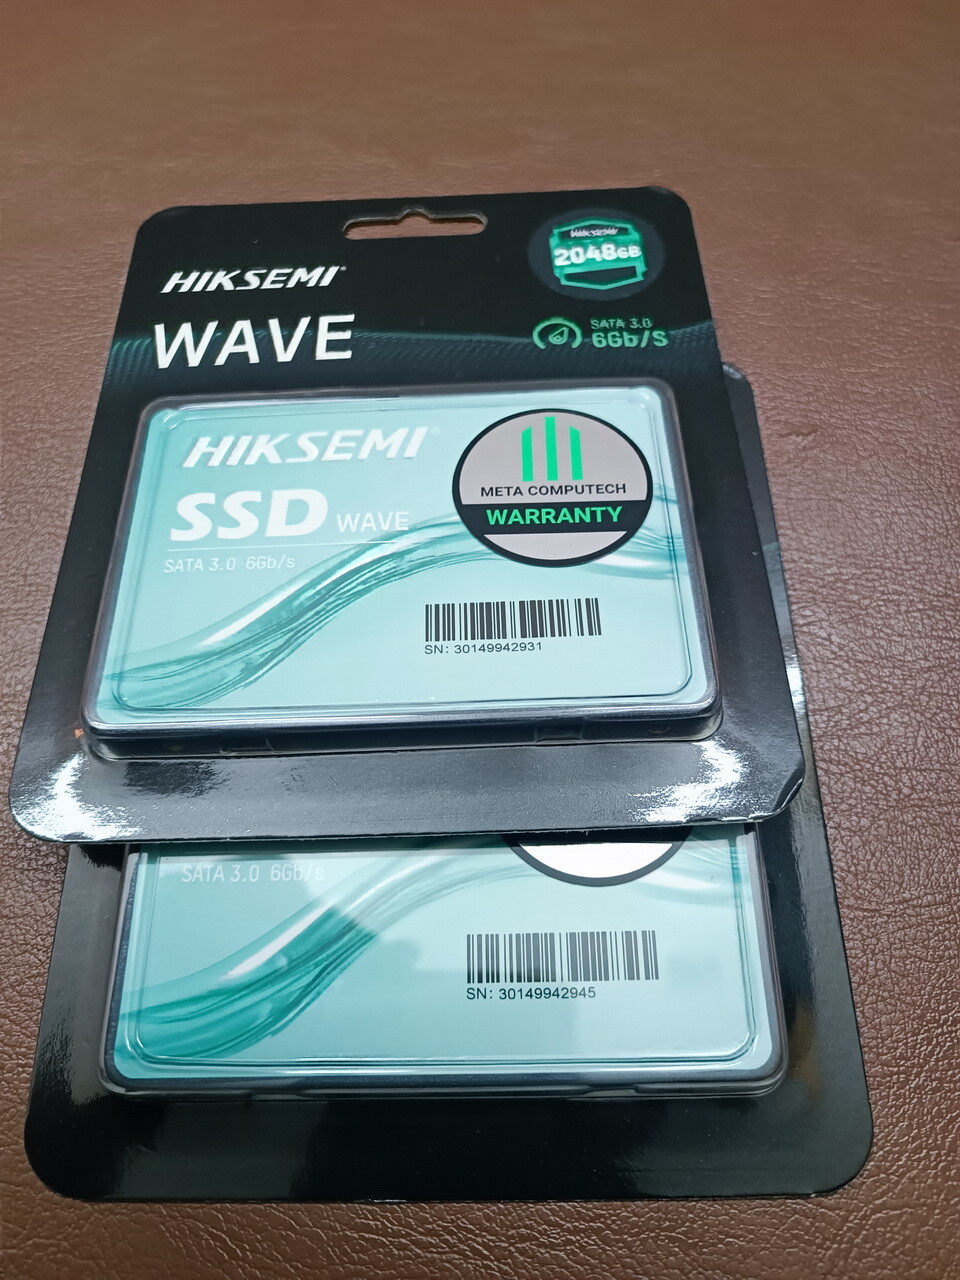 HIKSEMI
WAVE
HIKSEMI
2048GB
SATA 3.0
6Gb/S
HIKSEMI
SSD WAVE
SATA 3.0 6Gb/s
META COMPUTECH
WARRANTY
SN: 30149942931
SATA 3.0 6Gb/s
SN: 30149942945